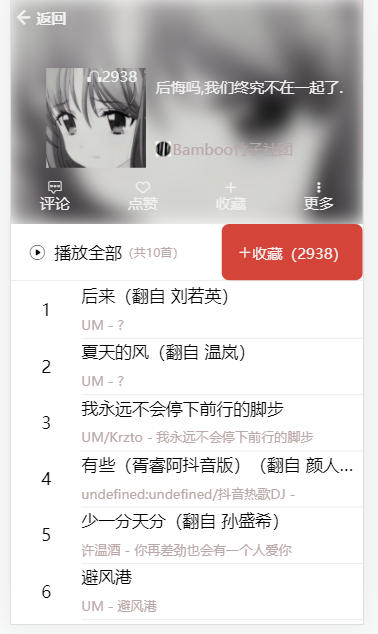 返回
2938
后悔吗,我们终究不在一起了.
Bamboo竹子社团
评论
点赞
收藏
更多
播放全部 (共10首)
+收藏 (2938)
1
后来（翻自 刘若英）
UM - ?
2
夏天的风（翻自 温岚）
UM - ?
3
我永远不会停下前行的脚步
UM/Krzto - 我永远不会停下前行的脚步
4
有些（胥睿阿抖音版）（翻自 颜人...
undefined:undefined/抖音热歌DJ -
5
少一分天分（翻自 孙盛希）
许温酒 - 你再差劲也会有一个人爱你
6
避风港
UM - 避风港